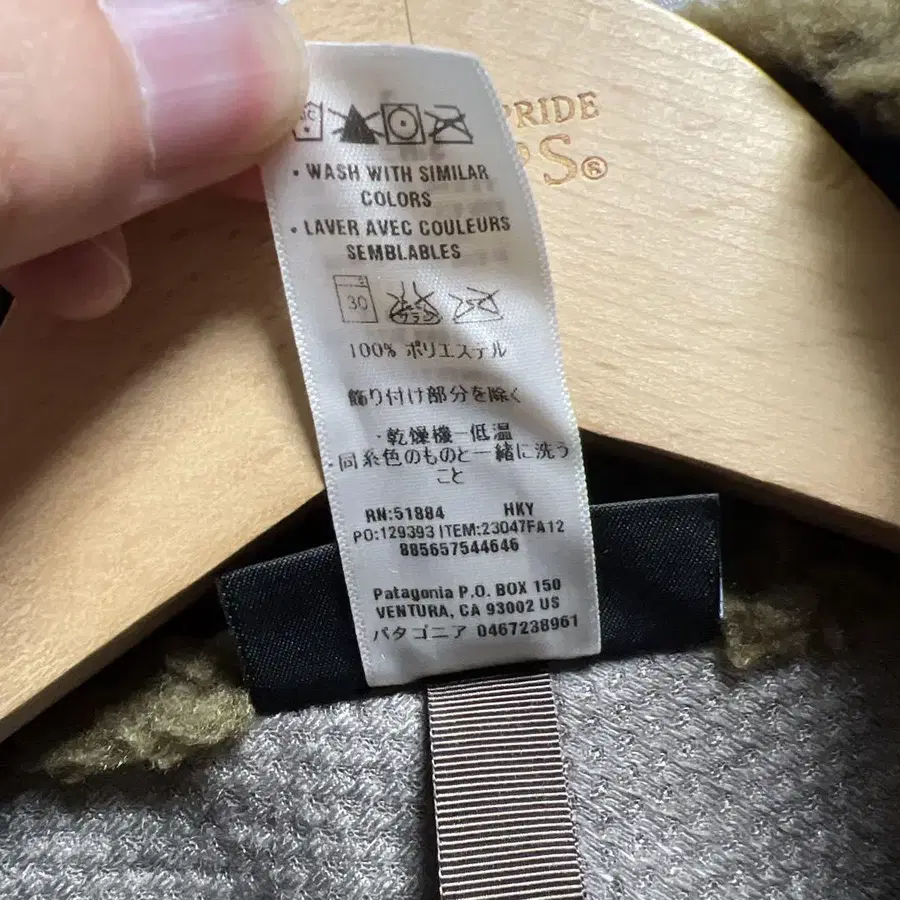 PRIDE
S®
• WASH WITH SIMILAR
COLORS
• LAVER AVEC COULEURS
SEMBLABLES
30
100% ポリエステル
飾り付け部分を除く
・乾燥機ー低温
・同系色のものと一緒に洗う
こと
RN:51884 HKY
PO:129393 ITEM:23047FA12
885657544646
Patagonia P.O. BOX 150
VENTURA, CA 93002 US
パタゴニア 0467238961